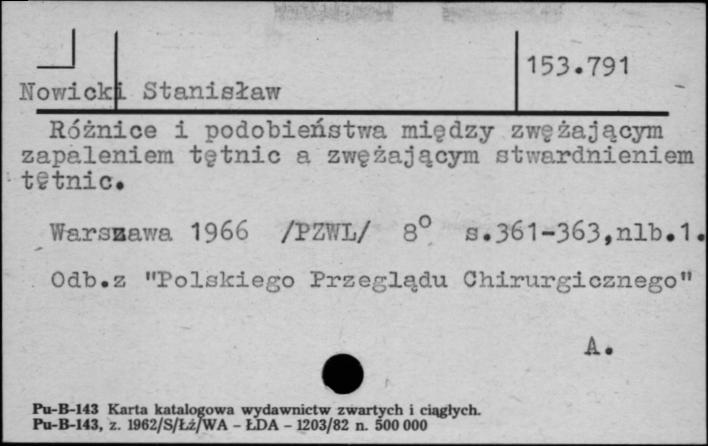 153.791
Nowicki Stanisław
Różnice i podobieństwa między zwężającym
zapaleniem tętnic a zwężającym stwardnieniem
tętnic.
Warszawa 1966 /PZWL/ 8° s.361-363,nlb.1.
Odb.z "Polskiego Przeglądu Chirurgicznego"
A.
Pu-B-143 Karta katalogowa wydawnictw zwartych i ciągłych.
Pu-B-143, z. 1962/S/Łż/WA - ŁDA - 1203/82 n. 500 000